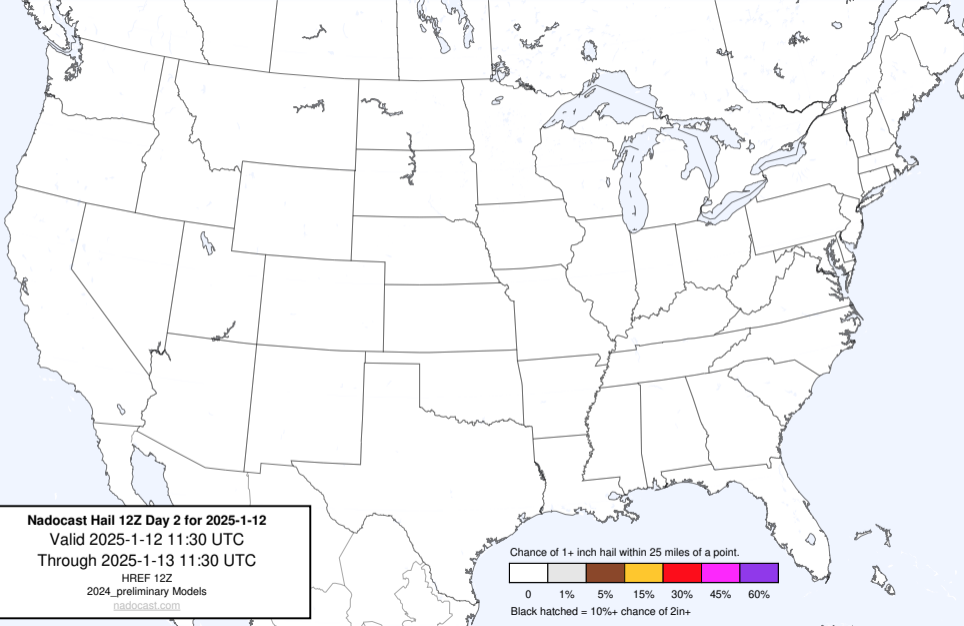 Nadocast Hail 12Z Day 2 for 2025-1-12
Valid 2025-1-12 11:30 UTC
Through 2025-1-13 11:30 UTC
HREF 12Z
2024_preliminary Models
nadocast.com
Chance of 1+ inch hail within 25 miles of a point.
0 1% 5% 15% 30% 45% 60%
Black hatched = 10%+ chance of 2in+